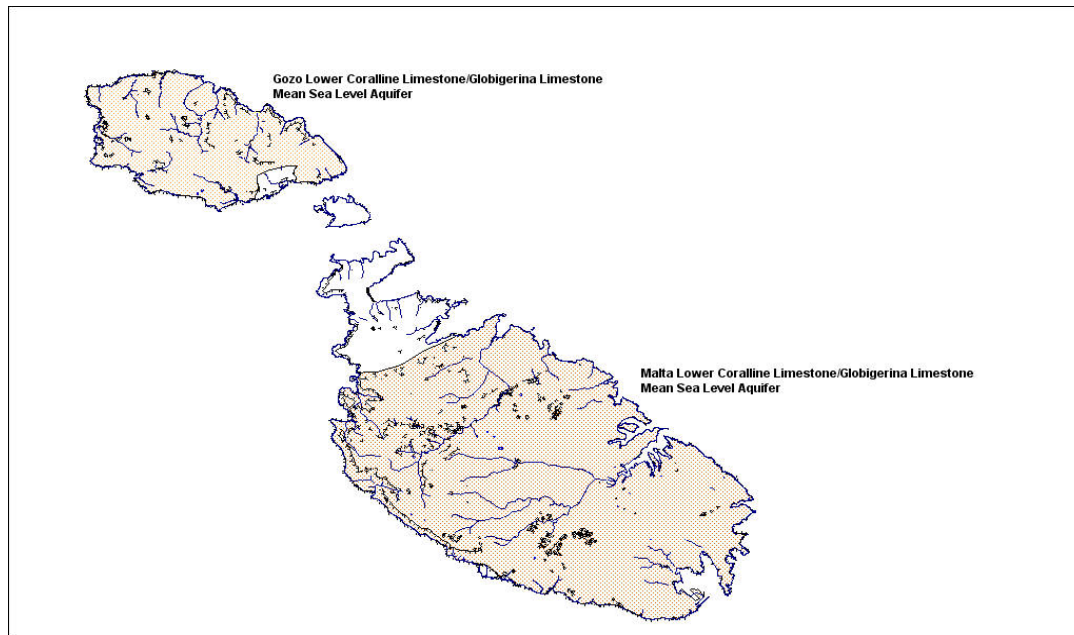 Gozo Lower Coralline Limestone/Globigerina Limestone
Mean Sea Level Aquifer
Malta Lower Coralline Limestone/Globigerina Limestone
Mean Sea Level Aquifer